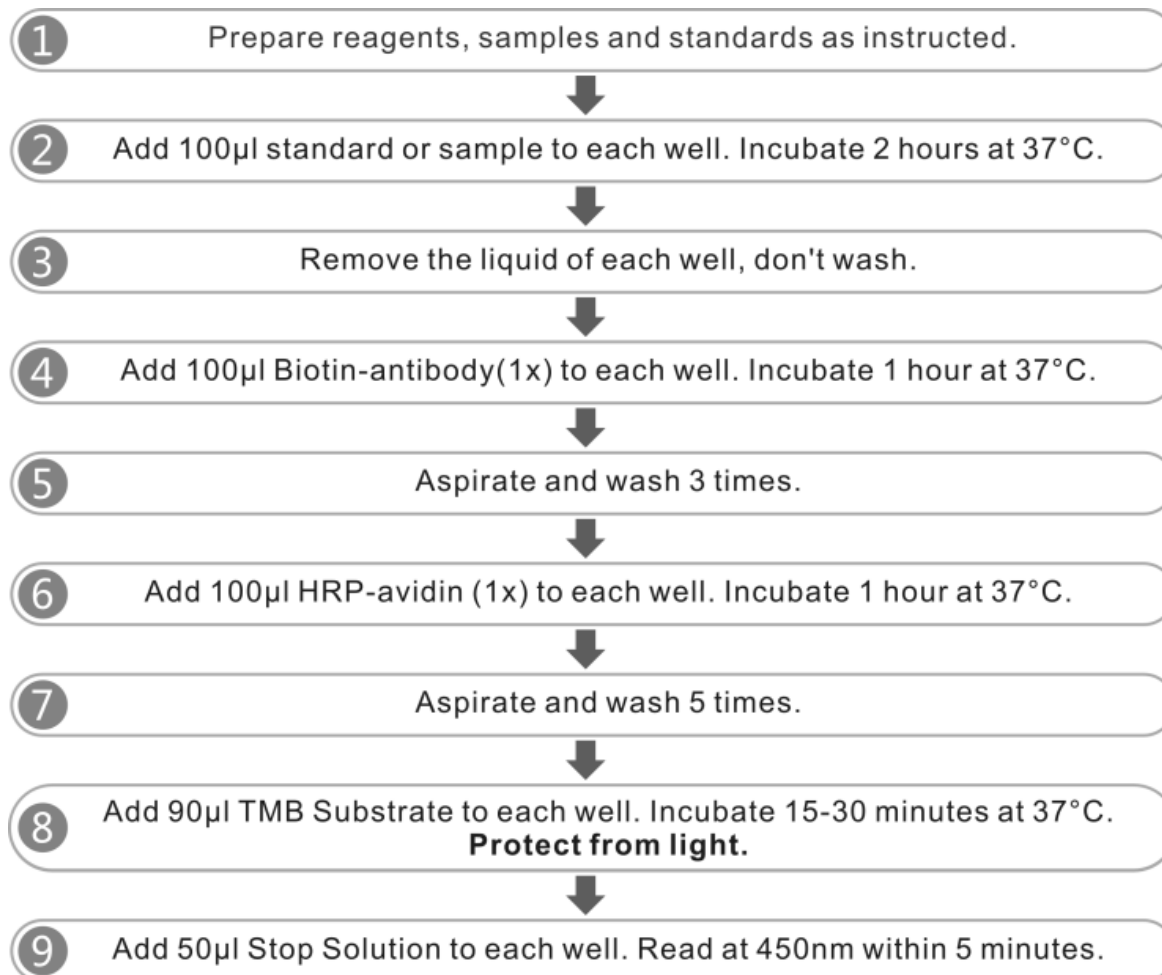 1 Prepare reagents, samples and standards as instructed.
2 Add 100µl standard or sample to each well. Incubate 2 hours at 37°C.
3 Remove the liquid of each well, don't wash.
4 Add 100µl Biotin-antibody(1x) to each well. Incubate 1 hour at 37°C.
5 Aspirate and wash 3 times.
6 Add 100µl HRP-avidin (1x) to each well. Incubate 1 hour at 37°C.
7 Aspirate and wash 5 times.
8 Add 90µl TMB Substrate to each well. Incubate 15-30 minutes at 37°C.
Protect from light.
9 Add 50µl Stop Solution to each well. Read at 450nm within 5 minutes.